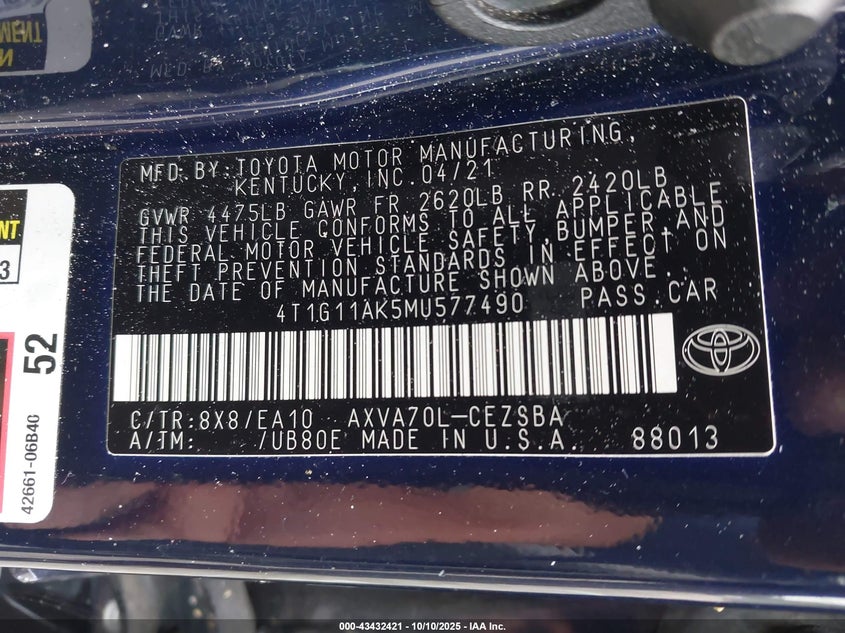 MENT
N
NT
3
52
42661-06B40
MFD. BY: TOYOTA MOTOR MANUFACTURING,
KENTUCKY, INC. 04/21
GVWR 4475LB GAWR FR 2620LB RR 2420LB
THIS VEHICLE CONFORMS TO ALL APPLICABLE
FEDERAL MOTOR VEHICLE SAFETY, BUMPER, AND
THEFT PREVENTION STANDARDS IN EFFECT ON
THE DATE OF MANUFACTURE SHOWN ABOVE.
4T1G11AK5MU577490 PASS. CAR
C/TR: 8X8/EA10 AXVA70L-CEZSBA
A/TM: /UB80E MADE IN U.S.A. 88013
000-43432421 - 10/10/2025 - IAA Inc.